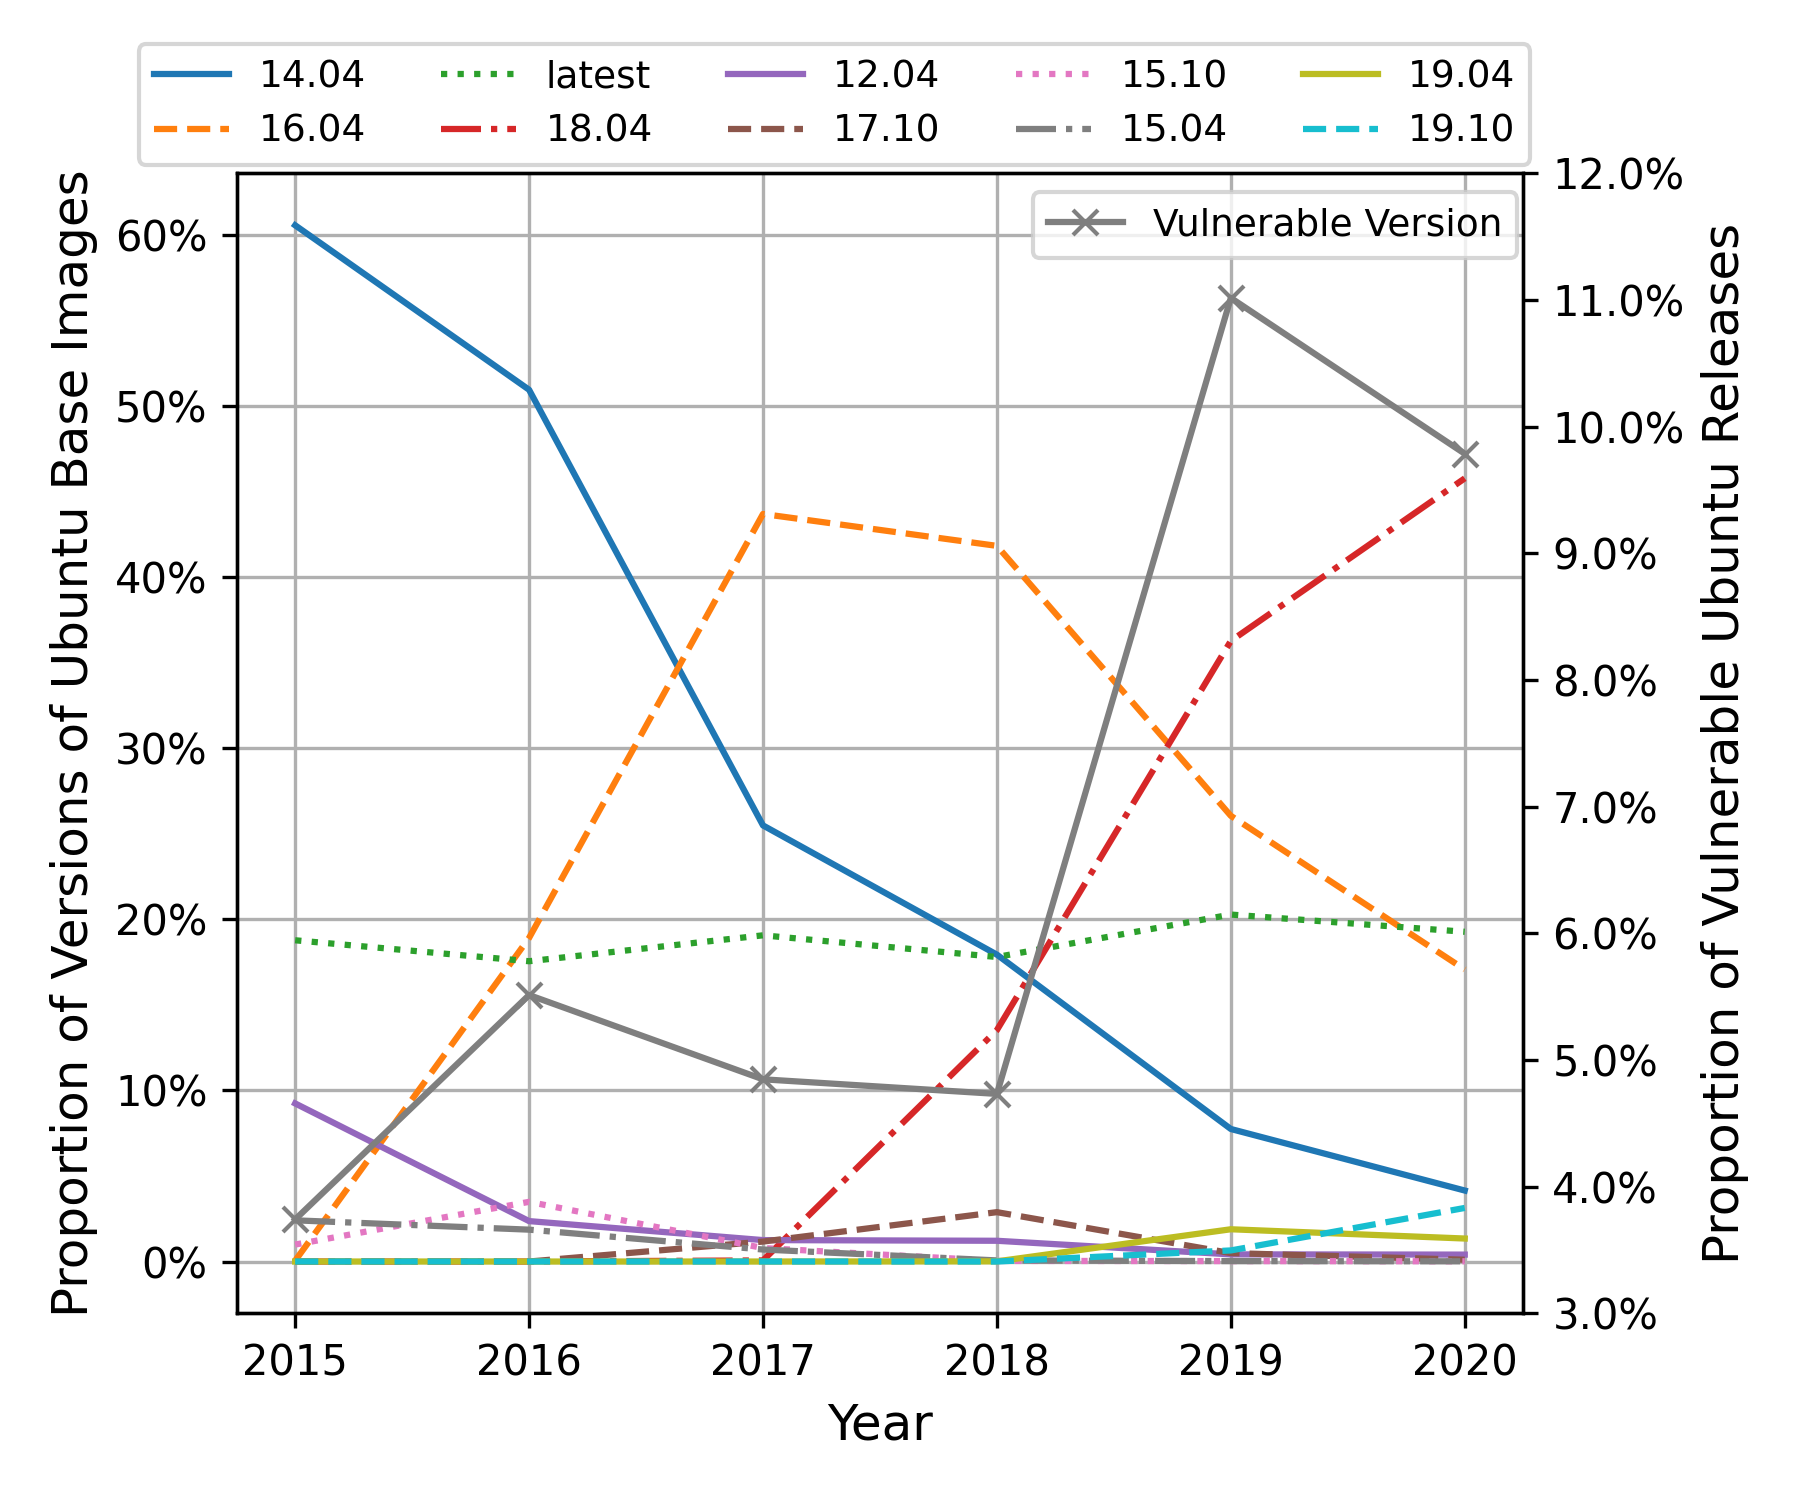 14.04 latest 12.04 15.10 19.04
16.04 18.04 17.10 15.04 19.10
Vulnerable Version
Proportion of Versions of Ubuntu Base Images
60%
50%
40%
30%
20%
10%
0%
12.0%
11.0%
10.0%
9.0%
8.0%
7.0%
6.0%
5.0%
4.0%
3.0%
Proportion of Vulnerable Ubuntu Releases
2015 2016 2017 2018 2019 2020
Year